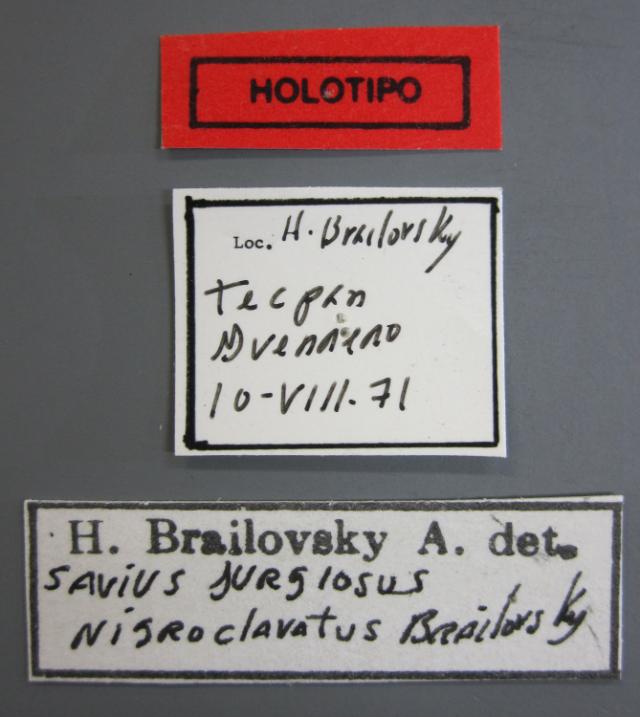 HOLOTIPO
Loc. H. Brailovsky
Tecpan
Guerrero
10-VIII-71
H. Brailovsky A. det.
Savius jurgiosus
nigroclavatus Brailovsky